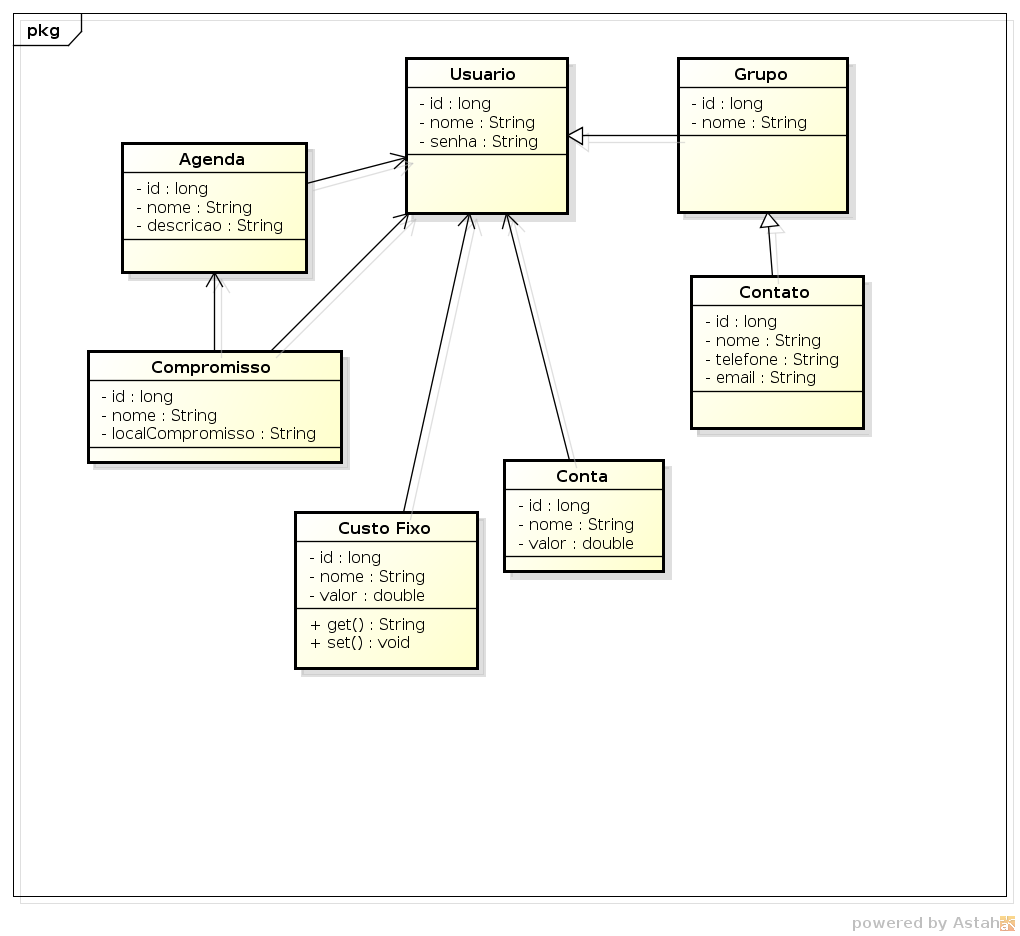 pkg
Usuario
- id : long
- nome : String
- senha : String
Grupo
- id : long
- nome : String
Agenda
- id : long
- nome : String
- descricao : String
Contato
- id : long
- nome : String
- telefone : String
- email : String
Compromisso
- id : long
- nome : String
- localCompromisso : String
Conta
- id : long
- nome : String
- valor : double
Custo Fixo
- id : long
- nome : String
- valor : double
+ get() : String
+ set() : void
powered by Astah